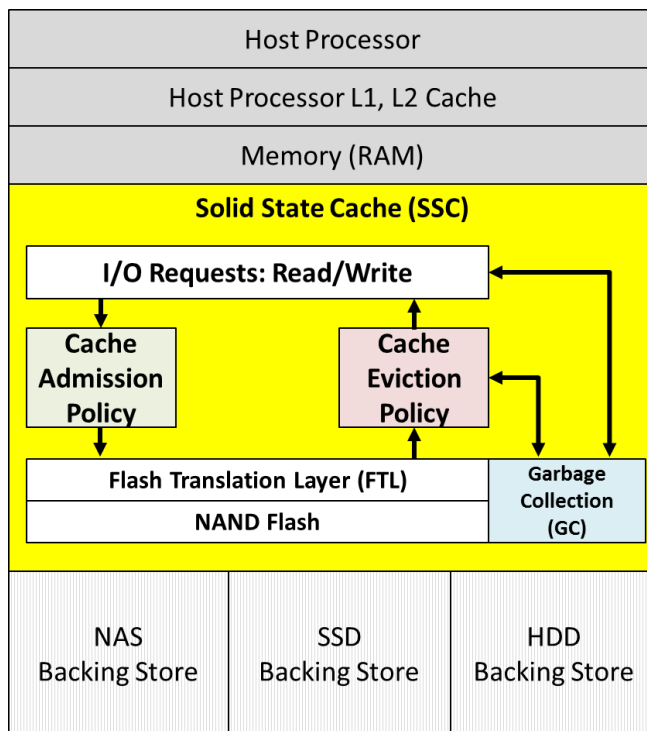 Host Processor
Host Processor L1, L2 Cache
Memory (RAM)
Solid State Cache (SSC)
I/O Requests: Read/Write
Cache
Admission
Policy
Cache
Eviction
Policy
Flash Translation Layer (FTL)
NAND Flash
Garbage
Collection
(GC)
NAS
Backing Store
SSD
Backing Store
HDD
Backing Store